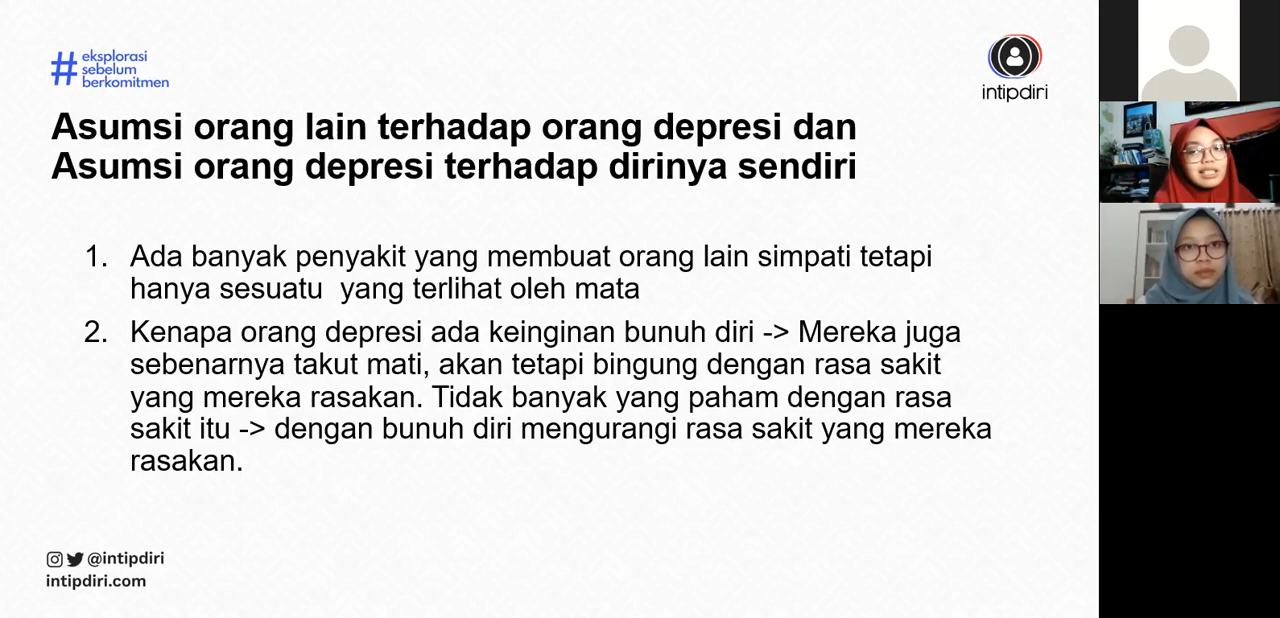 #
eksplorasi
sebelum
berkomitmen
intipdiri
Asumsi orang lain terhadap orang depresi dan
Asumsi orang depresi terhadap dirinya sendiri
1. Ada banyak penyakit yang membuat orang lain simpati tetapi
hanya sesuatu  yang terlihat oleh mata
2. Kenapa orang depresi ada keinginan bunuh diri -> Mereka juga
sebenarnya takut mati, akan tetapi bingung dengan rasa sakit
yang mereka rasakan. Tidak banyak yang paham dengan rasa
sakit itu -> dengan bunuh diri mengurangi rasa sakit yang mereka
rasakan.
@intipdiri
intipdiri.com